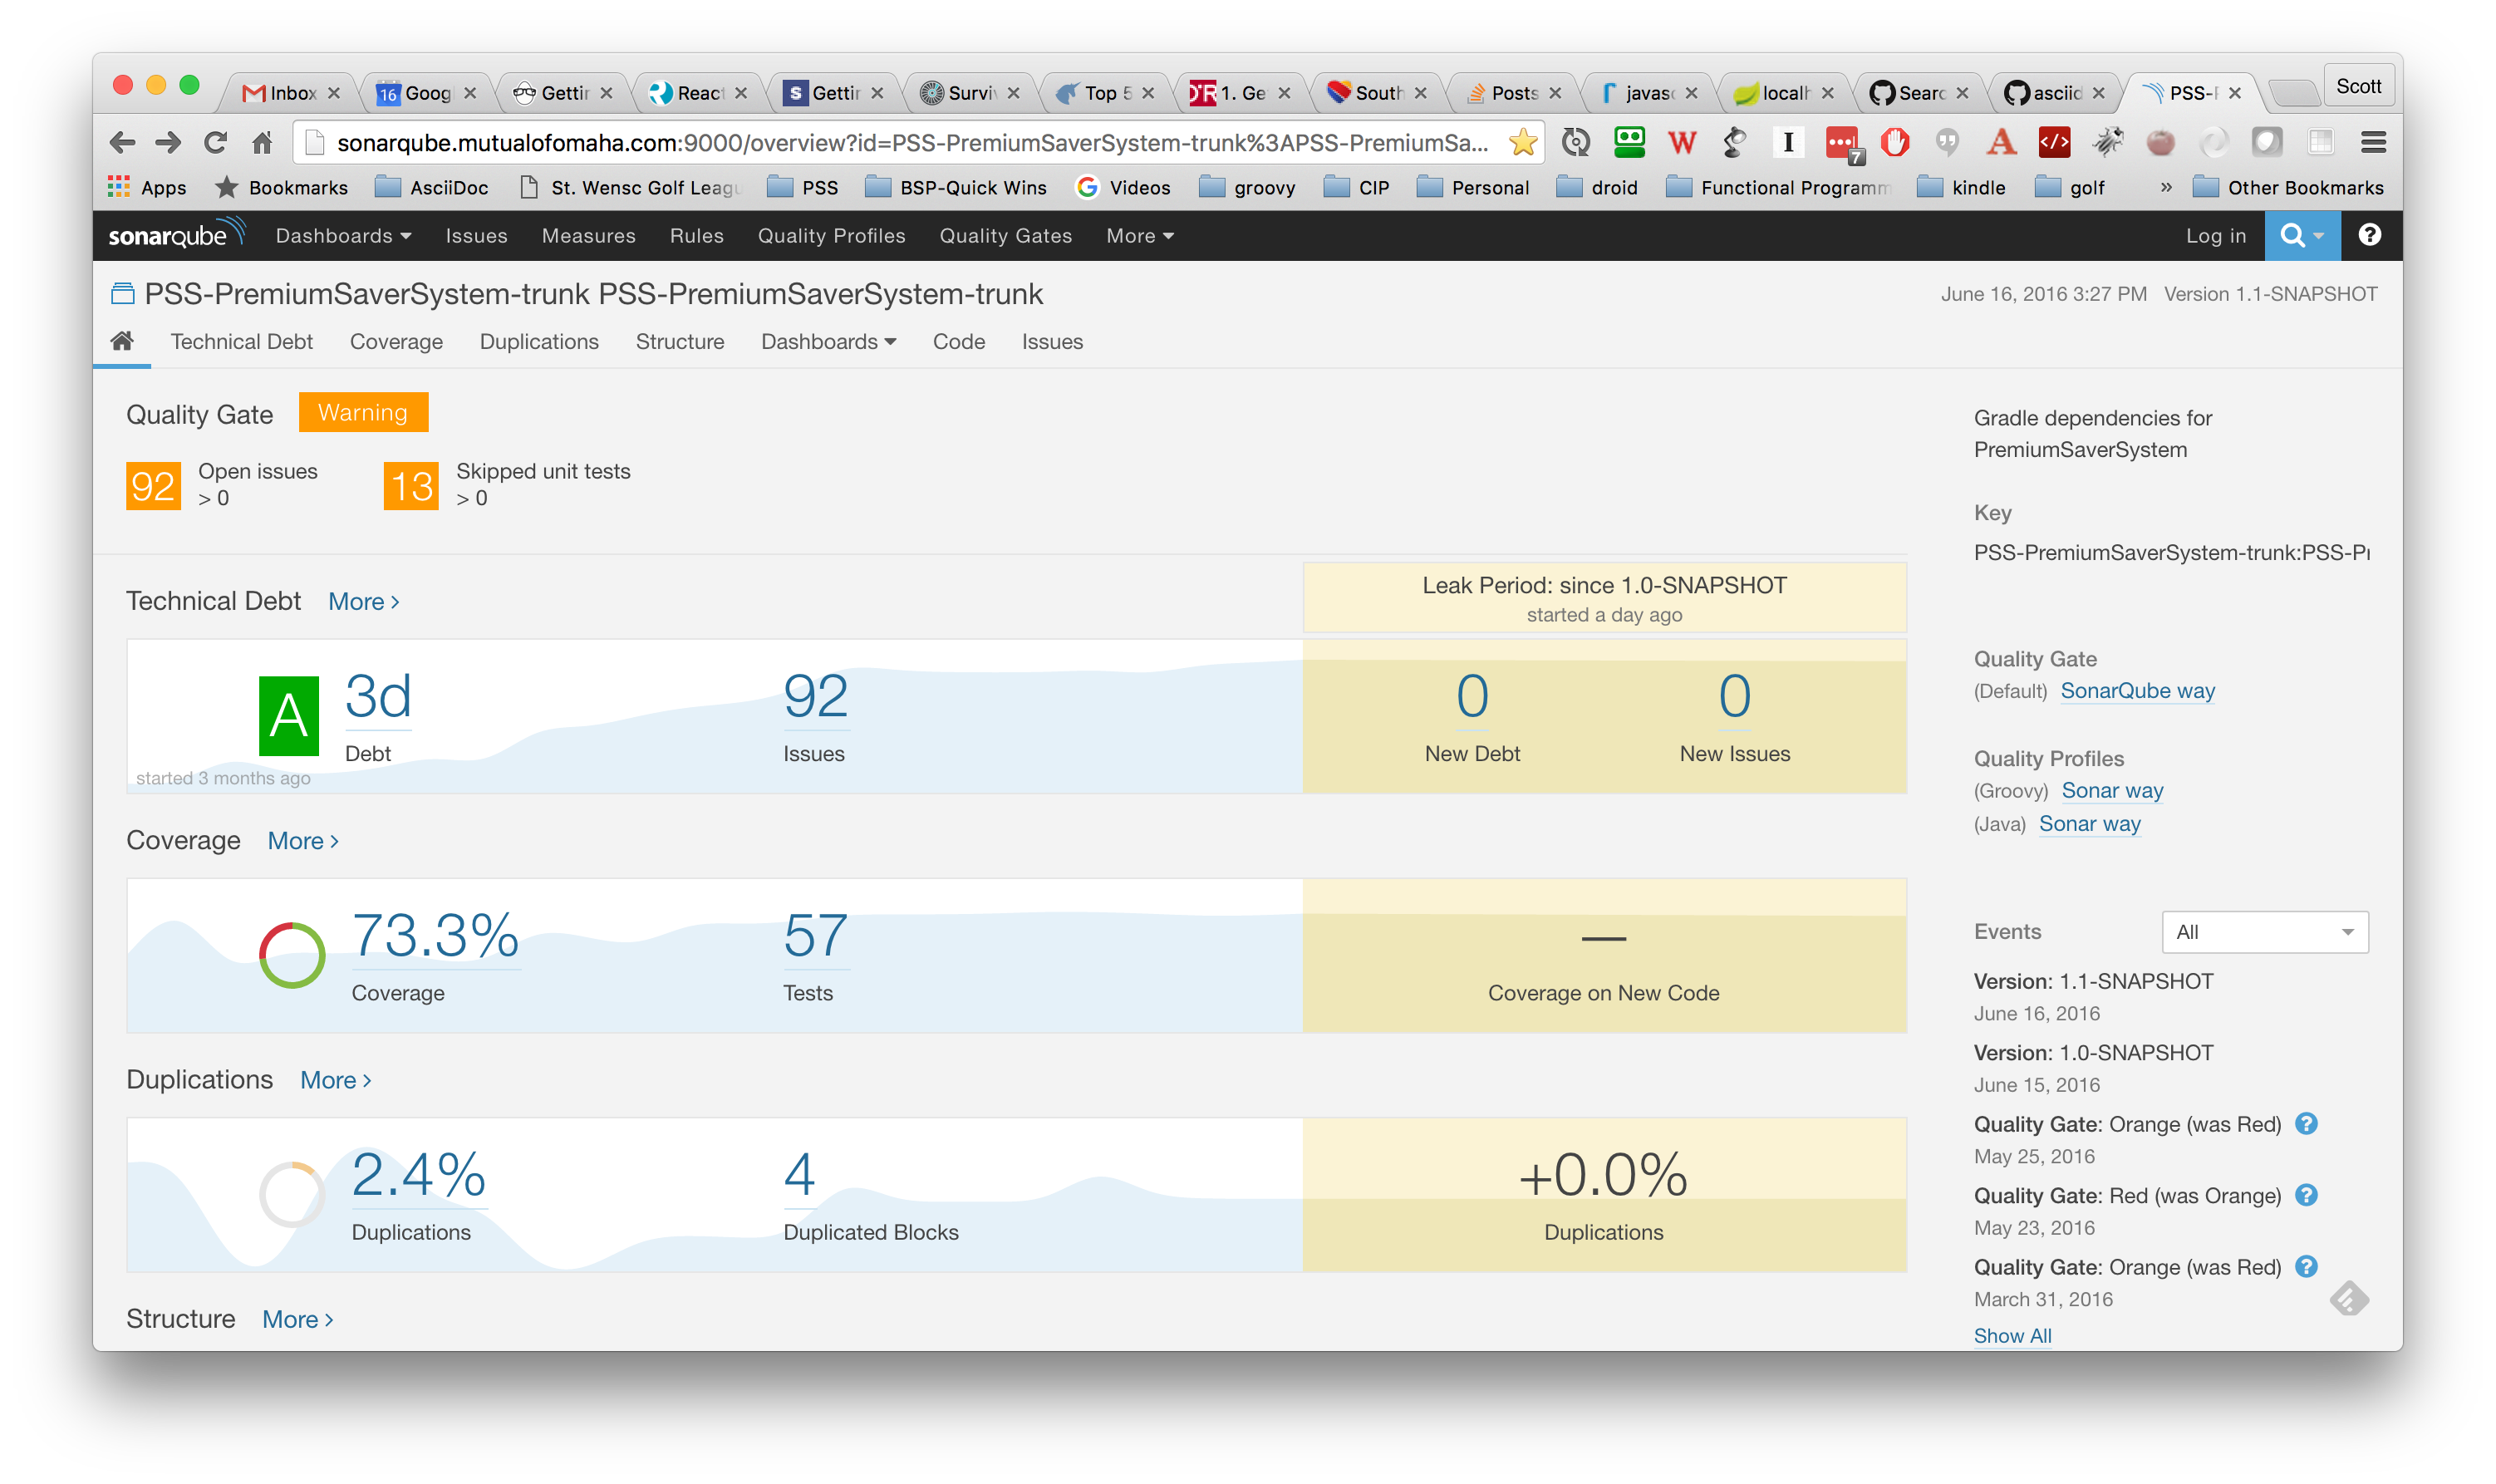 Inbox Goog Gettin React Gettin Surviv Top 5 1. Ge South Posts javasc localh Searc asciid PSS-P Scott
sonarqube.mutualofomaha.com:9000/overview?id=PSS-PremiumSaverSystem-trunk%3APSS-PremiumSa...
Apps Bookmarks AsciiDoc St. Wensc Golf Leagu PSS BSP-Quick Wins Videos groovy CIP Personal droid Functional Programm kindle golf » Other Bookmarks
sonarqube Dashboards Issues Measures Rules Quality Profiles Quality Gates More Log in
PSS-PremiumSaverSystem-trunk PSS-PremiumSaverSystem-trunk
June 16, 2016 3:27 PM Version 1.1-SNAPSHOT
Technical Debt Coverage Duplications Structure Dashboards Code Issues
Quality Gate Warning
92 Open issues
> 0
13 Skipped unit tests
> 0
Technical Debt More >
Leak Period: since 1.0-SNAPSHOT
started a day ago
A 3d
Debt
92
Issues
0
New Debt
0
New Issues
started 3 months ago
Coverage More >
73.3%
Coverage
57
Tests
—
Coverage on New Code
Duplications More >
2.4%
Duplications
4
Duplicated Blocks
+0.0%
Duplications
Structure More >
Gradle dependencies for
PremiumSaverSystem
Key
PSS-PremiumSaverSystem-trunk:PSS-Pr
Quality Gate
(Default) SonarQube way
Quality Profiles
(Groovy) Sonar way
(Java) Sonar way
Events All
Version: 1.1-SNAPSHOT
June 16, 2016
Version: 1.0-SNAPSHOT
June 15, 2016
Quality Gate: Orange (was Red) ?
May 25, 2016
Quality Gate: Red (was Orange) ?
May 23, 2016
Quality Gate: Orange (was Red) ?
March 31, 2016
Show All